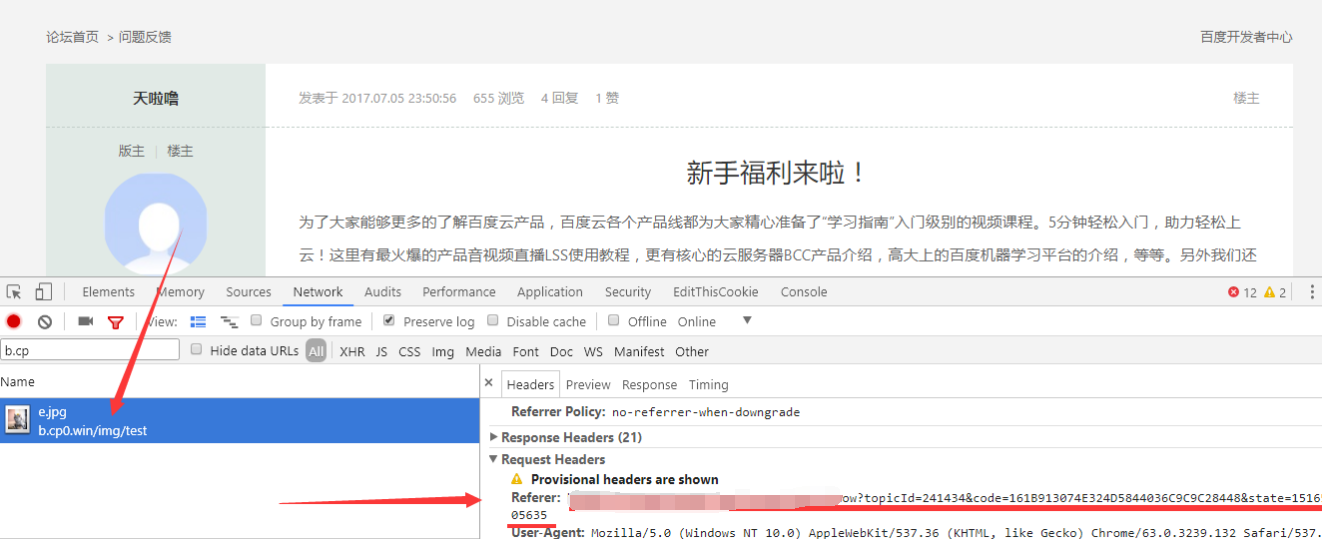 论坛首页 > 问题反馈 百度开发者中心
天啦噜 发表于 2017.07.05 23:50:56 655 浏览 4 回复 1 赞 楼主
版主 | 楼主
新手福利来啦！
为了大家能够更多的了解百度云产品，百度云各个产品线都为大家精心准备了“学习指南”入门级别的视频课程。5分钟轻松入门，助力轻松上
云！这里有最火爆的产品音视频直播LSS使用教程，更有核心的云服务器BCC产品介绍，高大上的百度机器学习平台的介绍，等等。另外我们还
Elements Memory Sources Network Audits Performance Application Security EditThisCookie Console 12 2
View: Group by frame Preserve log Disable cache Offline Online
b.cp Hide data URLs All XHR JS CSS Img Media Font Doc WS Manifest Other
Name
× Headers Preview Response Timing
e.jpg
b.cp0.win/img/test
Referrer Policy: no-referrer-when-downgrade
Response Headers (21)
Request Headers
Provisional headers are shown
Referer: ow?topicId=241434&code=161B913074E324D5844036C9C9C28448&state=1516
05635
User-Agent: Mozilla/5.0 (Windows NT 10.0) AppleWebKit/537.36 (KHTML, like Gecko) Chrome/63.0.3239.132 Safari/537.